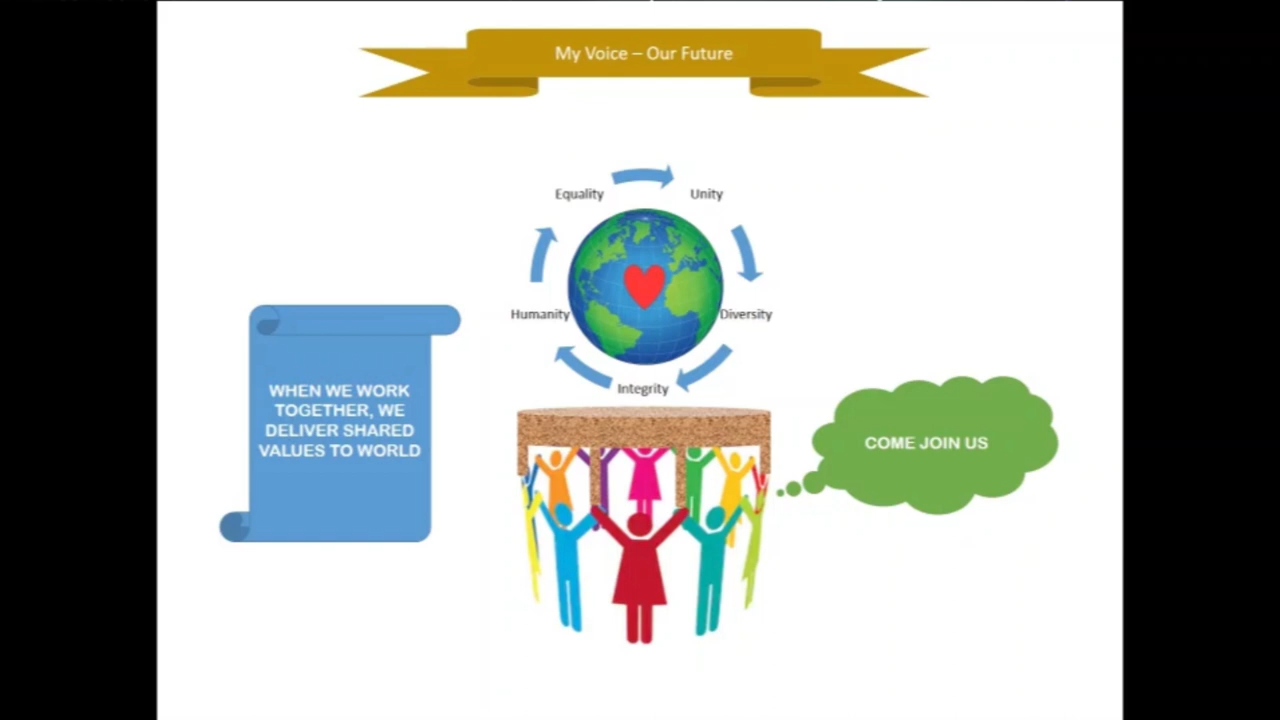 My Voice – Our Future
Equality
Unity
Humanity
Diversity
Integrity
WHEN WE WORK
TOGETHER, WE
DELIVER SHARED
VALUES TO WORLD
COME JOIN US